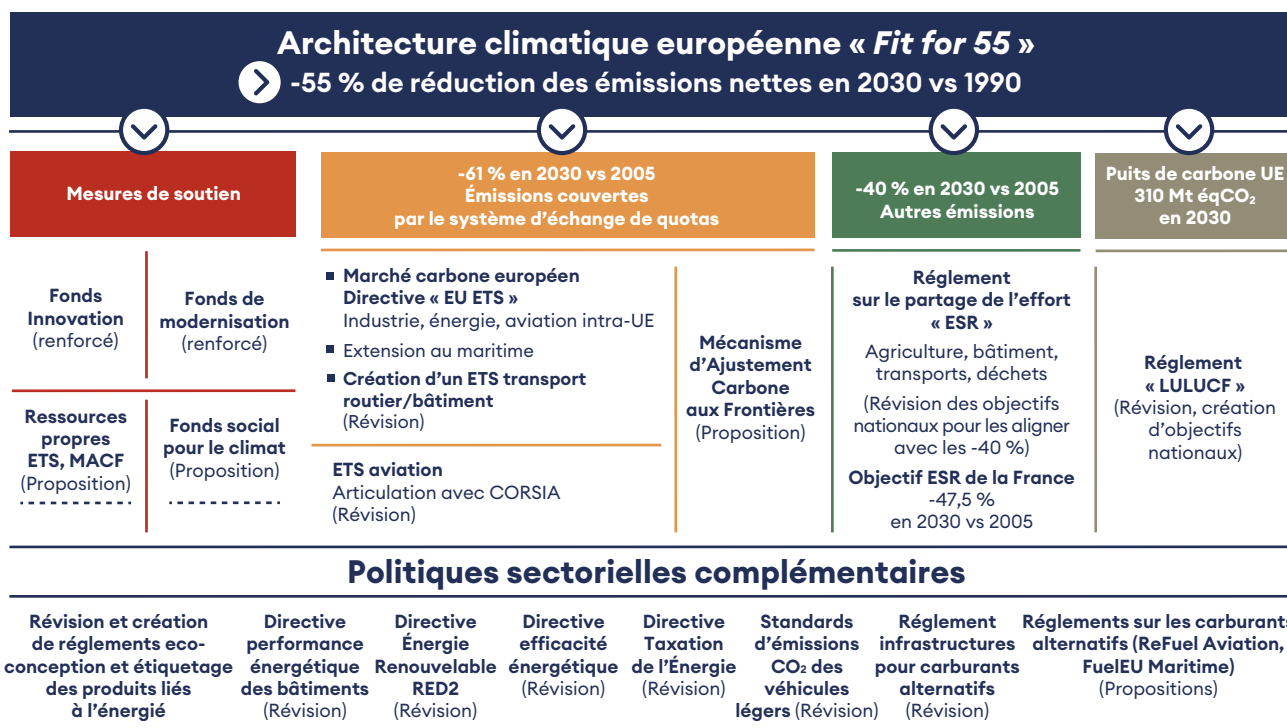 Architecture climatique européenne « Fit for 55 »
-55 % de réduction des émissions nettes en 2030 vs 1990
Mesures de soutien
-61 % en 2030 vs 2005
Émissions couvertes
par le système d'échange de quotas
-40 % en 2030 vs 2005
Autres émissions
Puits de carbone UE
310 Mt éqCO₂
en 2030
Fonds
Innovation
(renforcé)
Fonds de
modernisation
(renforcé)
Ressources
propres
ETS, MACF
(Proposition)
Fonds social
pour le climat
(Proposition)
▪ Marché carbone européen
Directive « EU ETS »
Industrie, énergie, aviation intra-UE
▪ Extension au maritime
▪ Création d'un ETS transport
routier/bâtiment
(Révision)
ETS aviation
Articulation avec CORSIA
(Révision)
Mécanisme
d'Ajustement
Carbone
aux Frontières
(Proposition)
Réglement
sur le partage de l'effort
« ESR »
Agriculture, bâtiment,
transports, déchets
(Révision des objectifs
nationaux pour les aligner
avec les -40 %)
Objectif ESR de la France
-47,5 %
en 2030 vs 2005
Réglement
« LULUCF »
(Révision, création
d'objectifs
nationaux)
Politiques sectorielles complémentaires
Révision et création
de réglements eco-
conception et étiquetage
des produits liés
à l'énergié
Directive
performance
énergétique
des bâtiments
(Révision)
Directive
Énergie
Renouvelable
RED2
(Révision)
Directive
efficacité
énergétique
(Révision)
Directive
Taxation
de l'Énergie
(Révision)
Standards
d'émissions
CO₂ des
véhicules
légers (Révision)
Réglement
infrastructures
pour carburants
alternatifs
(Révision)
Réglements sur les carburants
alternatifs (ReFuel Aviation,
FuelEU Maritime)
(Propositions)